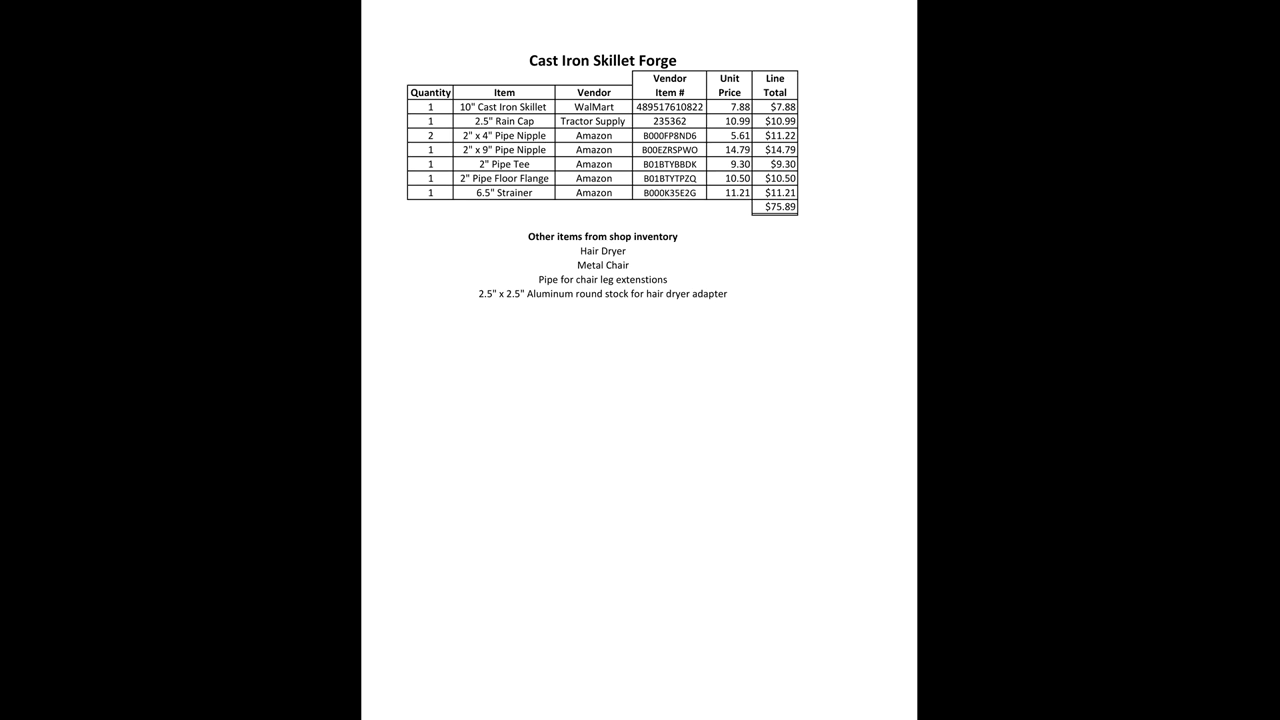 Cast Iron Skillet Forge
Quantity Item Vendor Vendor Item # Unit Price Line Total
1 10" Cast Iron Skillet WalMart 489517610822 7.88 $7.88
1 2.5" Rain Cap Tractor Supply 235362 10.99 $10.99
2 2" x 4" Pipe Nipple Amazon B000FP8ND6 5.61 $11.22
1 2" x 9" Pipe Nipple Amazon B00EZRSPWO 14.79 $14.79
1 2" Pipe Tee Amazon B01BTYBBDK 9.30 $9.30
1 2" Pipe Floor Flange Amazon B01BTYTPZQ 10.50 $10.50
1 6.5" Strainer Amazon B000K35E2G 11.21 $11.21
$75.89
Other items from shop inventory
Hair Dryer
Metal Chair
Pipe for chair leg extenstions
2.5" x 2.5" Aluminum round stock for hair dryer adapter